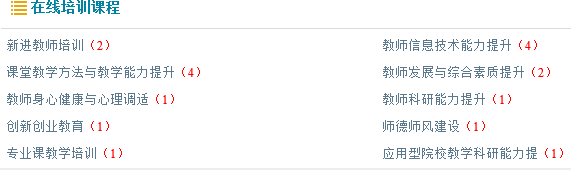 在线培训课程
新进教师培训（2） 教师信息技术能力提升（4）
课堂教学方法与教学能力提升（4） 教师发展与综合素质提升（2）
教师身心健康与心理调适（1） 教师科研能力提升（1）
创新创业教育（1） 师德师风建设（1）
专业课教学培训（1） 应用型院校教学科研能力提（1）